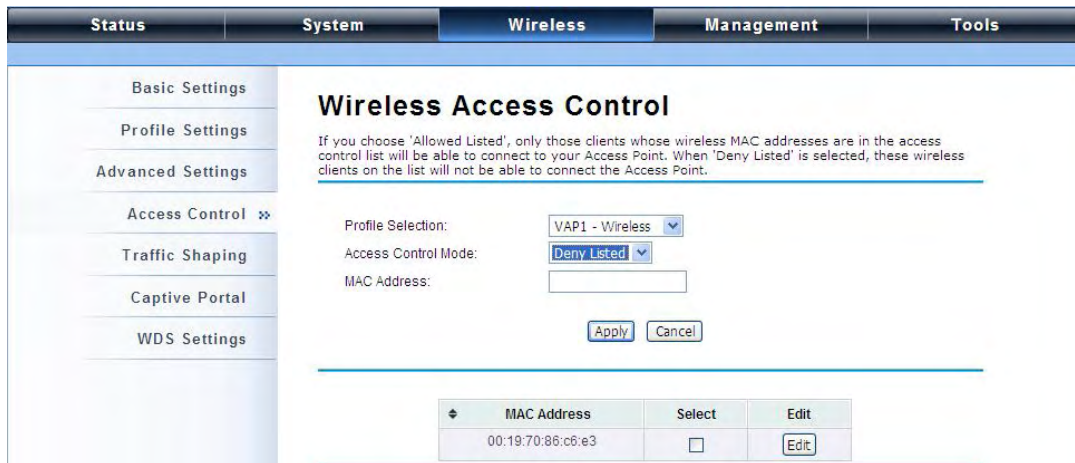 Status System Wireless Management Tools
Basic Settings
Profile Settings
Advanced Settings
Access Control »
Traffic Shaping
Captive Portal
WDS Settings
Wireless Access Control
If you choose 'Allowed Listed', only those clients whose wireless MAC addresses are in the access
control list will be able to connect to your Access Point. When 'Deny Listed' is selected, these wireless
clients on the list will not be able to connect the Access Point.
Profile Selection: VAP1 - Wireless
Access Control Mode: Deny Listed
MAC Address:
Apply Cancel
MAC Address Select Edit
00:19:70:86:c6:e3 Edit